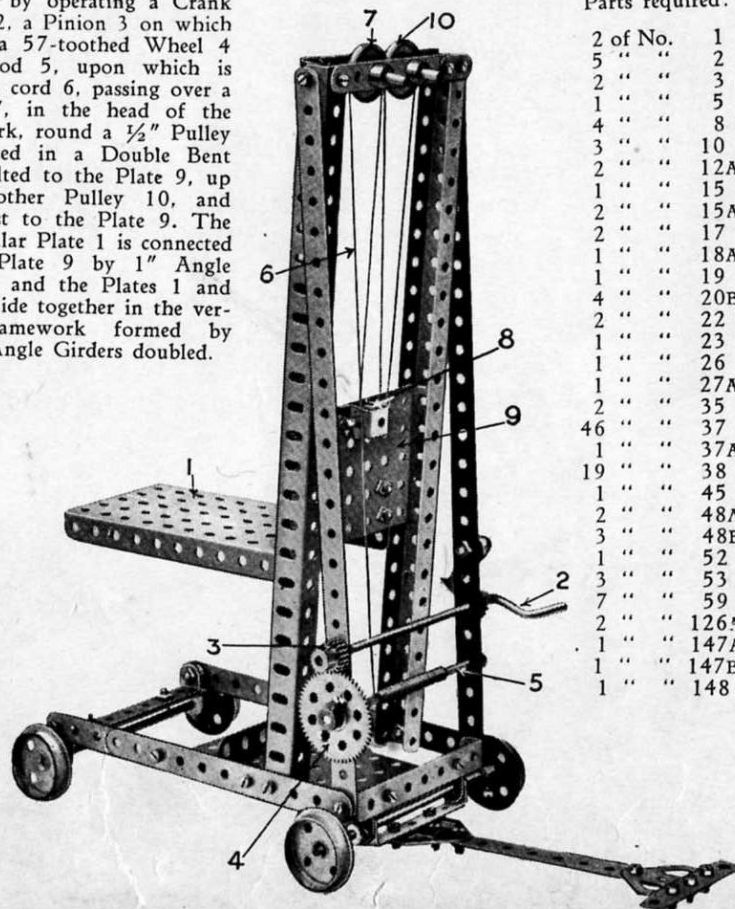 by operating a Crank
2, a Pinion 3 on which
a 57-toothed Wheel 4
od 5, upon which is
cord 6, passing over a
, in the head of the
rk, round a ½" Pulley
ed in a Double Bent
lted to the Plate 9, up
other Pulley 10, and
st to the Plate 9. The
lar Plate 1 is connected
Plate 9 by 1" Angle
and the Plates 1 and
ide together in the ver-
amework formed by
Angle Girders doubled.
7
10
6
8
9
1
2
3
5
4
Parts required:
2 of No. 1
5 " " 2
2 " " 3
1 " " 5
4 " " 8
3 " " 10
2 " " 12A
1 " " 15
2 " " 15A
2 " " 17
1 " " 18A
1 " " 19
4 " " 20B
2 " " 22
1 " " 23
1 " " 26
1 " " 27A
2 " " 35
46 " " 37
1 " " 37A
19 " " 38
1 " " 45
2 " " 48A
3 " " 48B
1 " " 52
3 " " 53
7 " " 59
2 " " 126A
1 " " 147A
1 " " 147B
1 " " 148